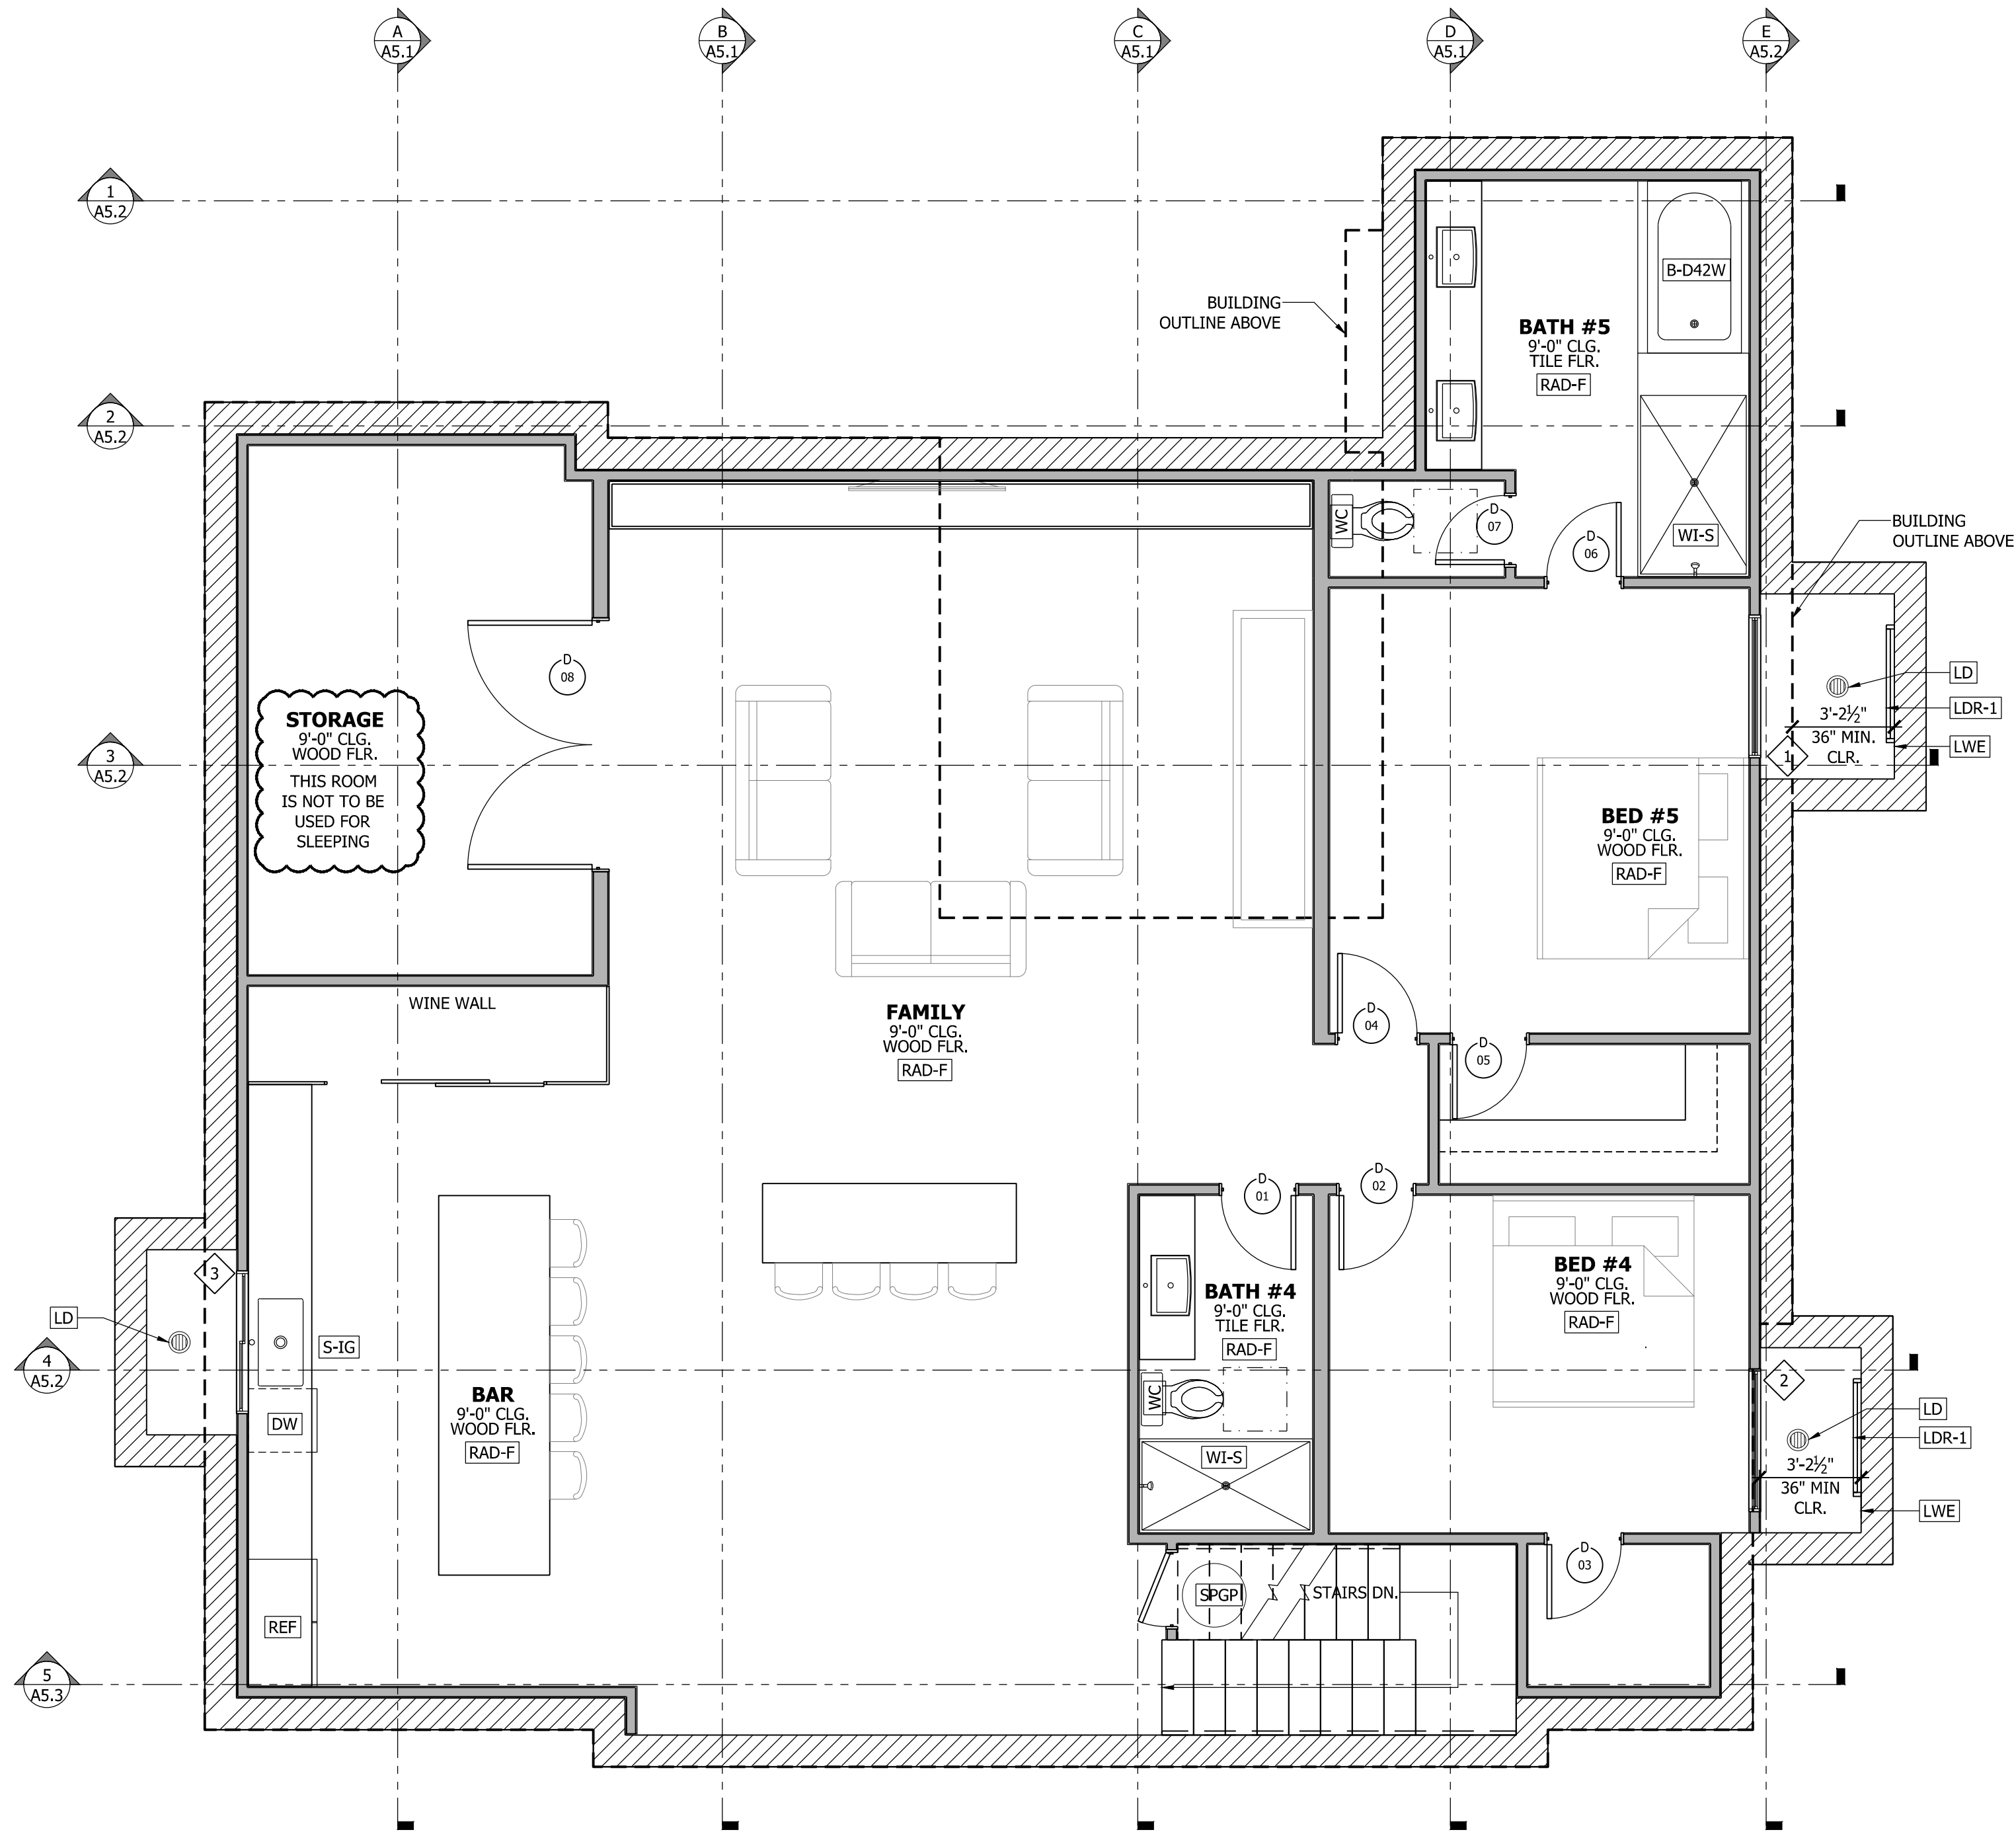 A
A5.1
B
A5.1
C
A5.1
D
A5.1
E
A5.2
1
A5.2
2
A5.2
3
A5.2
4
A5.2
5
A5.3
BUILDING
OUTLINE ABOVE
B-D42W
BATH #5
9'-0" CLG.
TILE FLR.
RAD-F
WC
D
07
D
06
WI-S
BUILDING
OUTLINE ABOVE
D
08
STORAGE
9'-0" CLG.
WOOD FLR.
THIS ROOM
IS NOT TO BE
USED FOR
SLEEPING
LD
LDR-1
LWE
3'-2½"
36" MIN.
CLR.
1
BED #5
9'-0" CLG.
WOOD FLR.
RAD-F
WINE WALL
FAMILY
9'-0" CLG.
WOOD FLR.
RAD-F
D
04
D
05
D
01
D
02
3
LD
S-IG
DW
BAR
9'-0" CLG.
WOOD FLR.
RAD-F
REF
BATH #4
9'-0" CLG.
TILE FLR.
RAD-F
WC
WI-S
BED #4
9'-0" CLG.
WOOD FLR.
RAD-F
2
LD
LDR-1
3'-2½"
36" MIN
CLR.
LWE
D
03
SPGP
STAIRS DN.